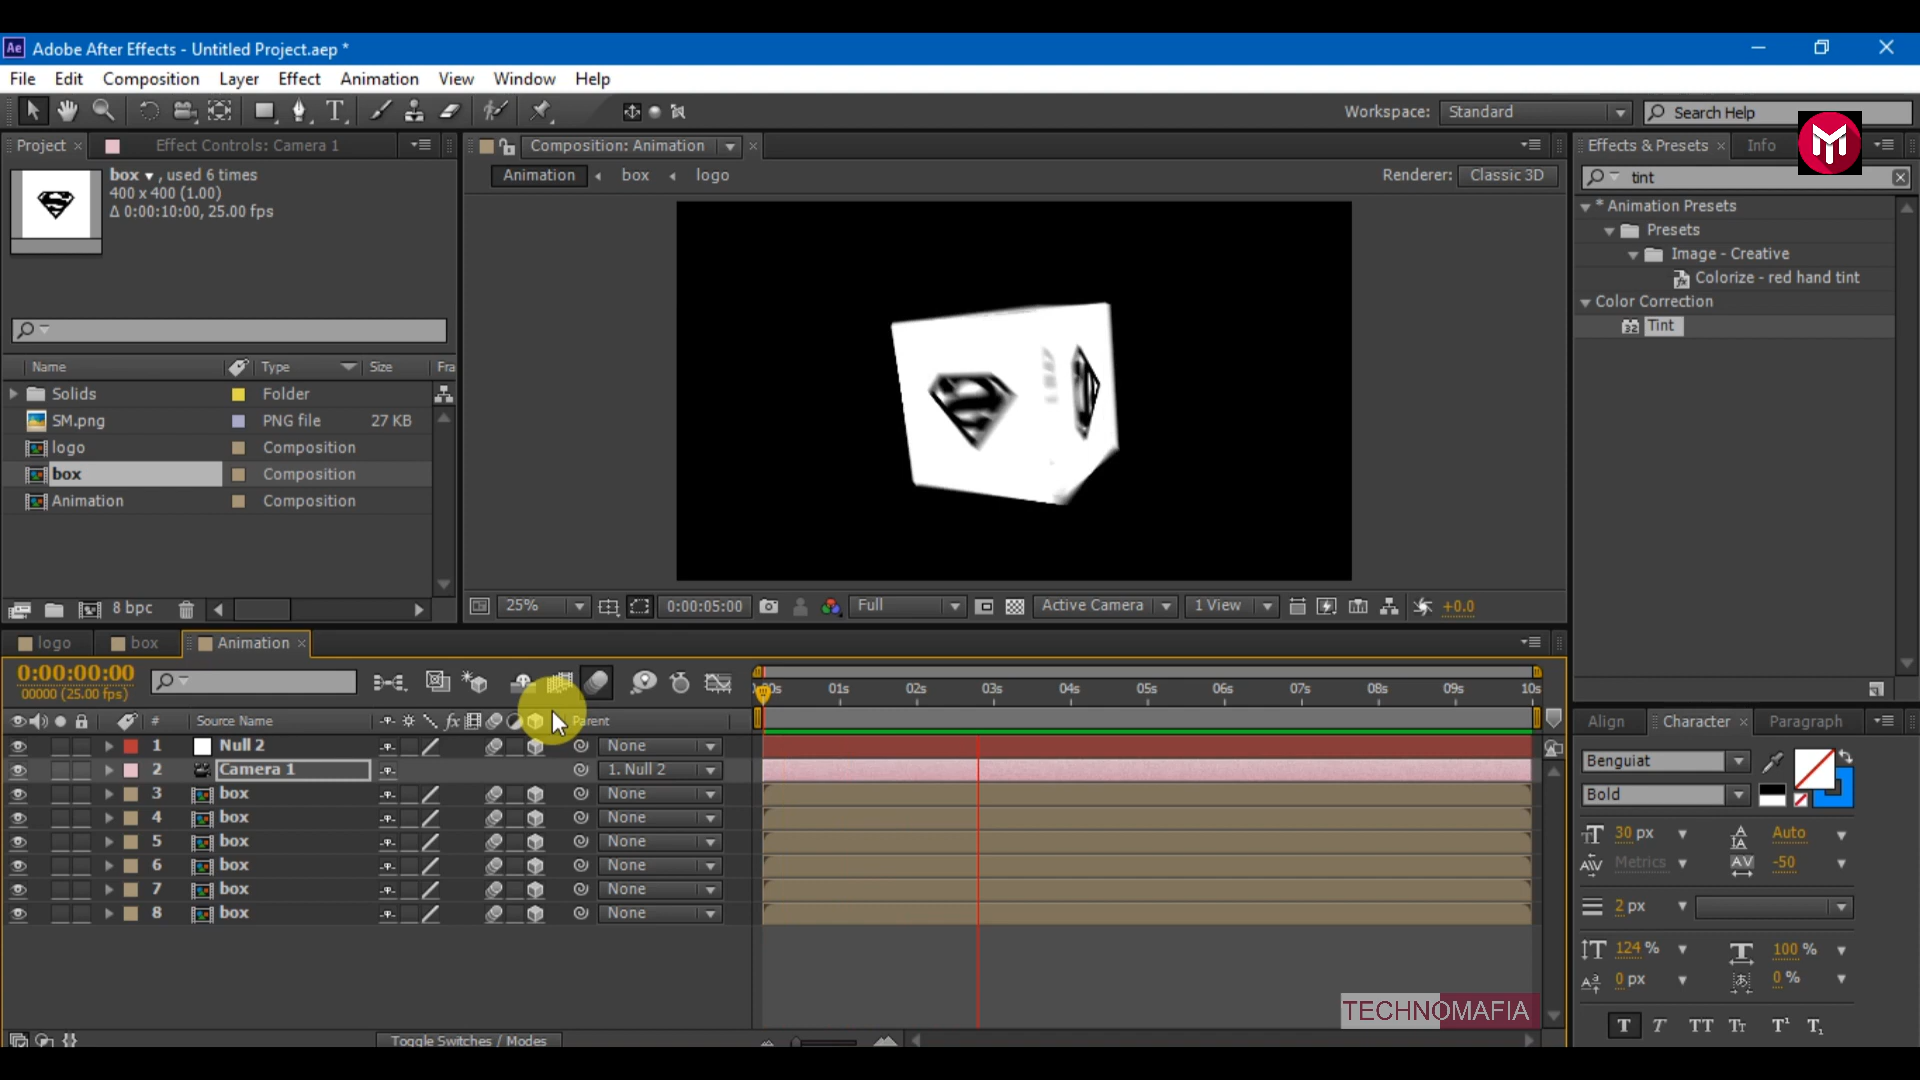 Ae Adobe After Effects - Untitled Project.aep *
File Edit Composition Layer Effect Animation View Window Help
Workspace: Standard Search Help
Project × Effect Controls: Camera 1
Composition: Animation ×
Effects & Presets × Info
box ▾ , used 6 times
400 x 400 (1.00)
Δ 0:00:10:00, 25.00 fps
Animation box logo
Renderer: Classic 3D
tint
* Animation Presets
Presets
Image - Creative
Colorize - red hand tint
Color Correction
32 Tint
Name Type Size Fra
Solids Folder
SM.png PNG file 27 KB
logo Composition
box Composition
Animation Composition
8 bpc
25% 0:00:05:00 Full Active Camera 1 View +0.0
logo box Animation ×
0:00:00:00
00000 (25.00 fps)
01s 02s 03s 04s 05s 06s 07s 08s 09s 10s
# Source Name fx Parent
1 Null 2 None
2 Camera 1 1. Null 2
3 box None
4 box None
5 box None
6 box None
7 box None
8 box None
Toggle Switches / Modes
Align Character × Paragraph
Benguiat
Bold
30 px Auto
Metrics -50
2 px
124 % 100 %
0 px 0 %
T T TT Tт T¹ T₁
TECHNOMAFIA